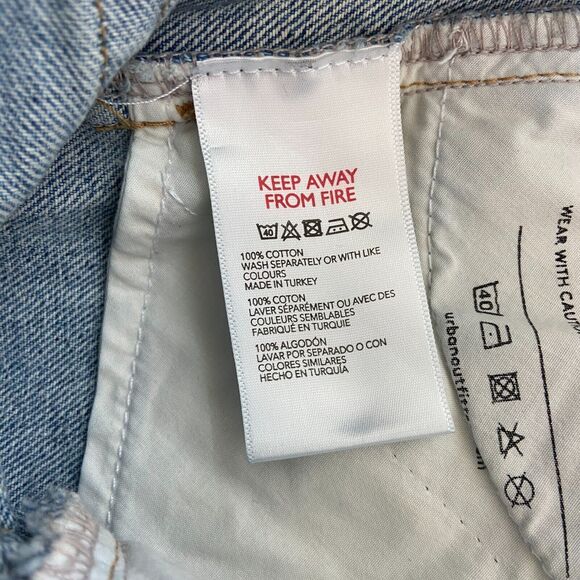 KEEP AWAY
FROM FIRE
40
100% COTTON
WASH SEPARATELY OR WITH LIKE
COLOURS
MADE IN TURKEY
100% COTON
LAVER SÉPARÉMENT OU AVEC DES
COULEURS SEMBLABLES
FABRIQUÉ EN TURQUIE
100% ALGODÓN
LAVAR POR SEPARADO O CON
COLORES SIMILARES
HECHO EN TURQUÍA
WEAR WITH
40